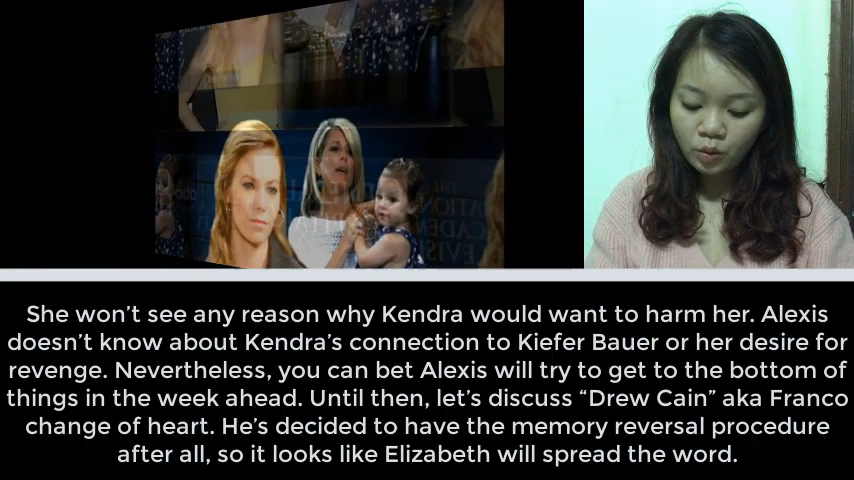 She won't see any reason why Kendra would want to harm her. Alexis
doesn't know about Kendra's connection to Kiefer Bauer or her desire for
revenge. Nevertheless, you can bet Alexis will try to get to the bottom of
things in the week ahead. Until then, let's discuss “Drew Cain” aka Franco
change of heart. He's decided to have the memory reversal procedure
after all, so it looks like Elizabeth will spread the word.